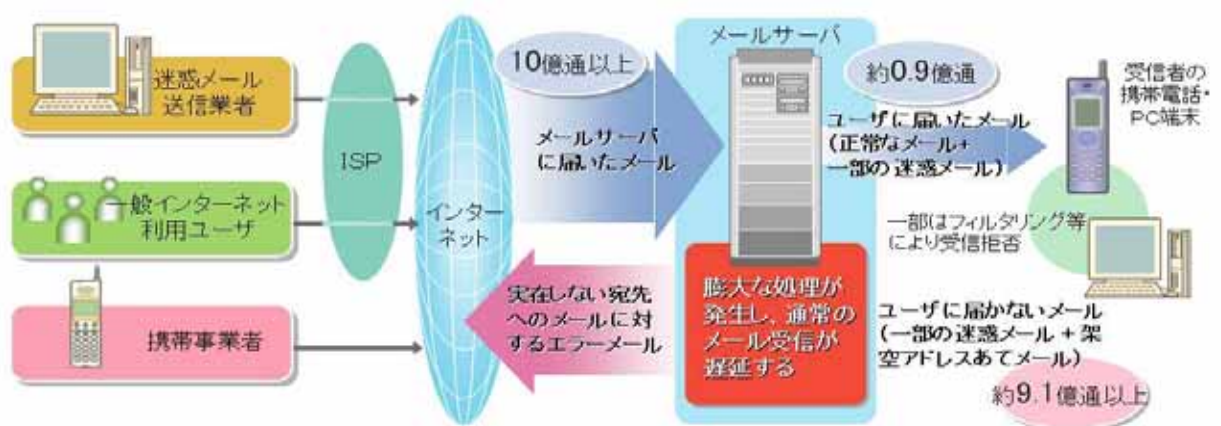 迷惑メール
送信業者
一般インターネット
利用ユーザ
携帯事業者
ISP
インター
ネット
10億通以上
メールサーバ
に届いたメール
実在しない宛先
へのメールに対
するエラーメール
メールサーバ
膨大な処理が
発生し、通常の
メール受信が
遅延する
約0.9億通
ユーザに届いたメール
(正常なメール+
一部の迷惑メール)
受信者の
携帯電話・
PC端末
一部はフィルタリング等
により受信拒否
ユーザに届かないメール
(一部の迷惑メール + 架
空アドレスあてメール)
約9.1億通以上